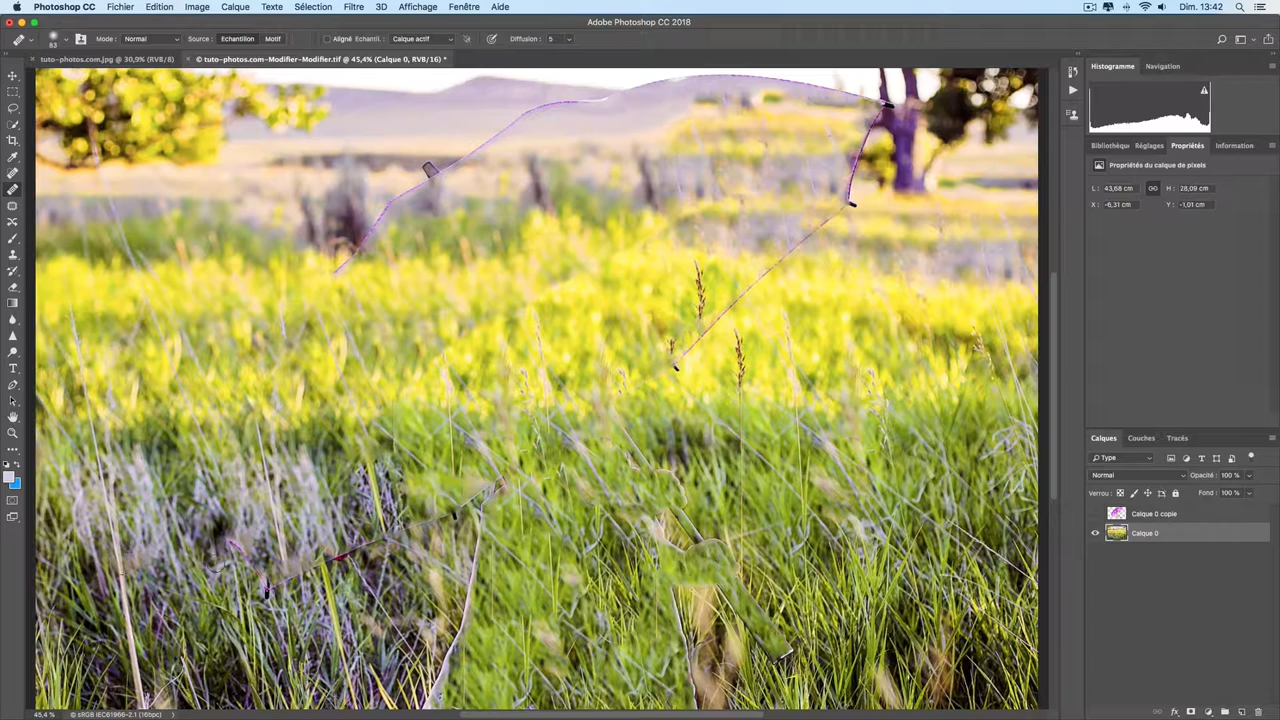 Photoshop CC Fichier Edition Image Calque Texte Sélection Filtre 3D Affichage Fenêtre Aide Dim. 13:42
Adobe Photoshop CC 2018
83 Mode : Normal Source : Echantillon Motif Aligné Echantil. : Calque actif Diffusion : 5
tuto-photos.com.jpg @ 30,9% (RVB/8) © tuto-photos.com-Modifier-Modifier.tif @ 45,4% (Calque 0, RVB/16) *
Histogramme Navigation
Bibliothèqu Réglages Propriétés Information
Propriétés du calque de pixels
L : 43,68 cm H : 28,09 cm
X : -6,31 cm Y : -1,01 cm
Calques Couches Tracés
Type
Normal Opacité : 100 %
Verrou : Fond : 100 %
Calque 0 copie
Calque 0
45,4 % © sRGB IEC61966-2.1 (16bpc)